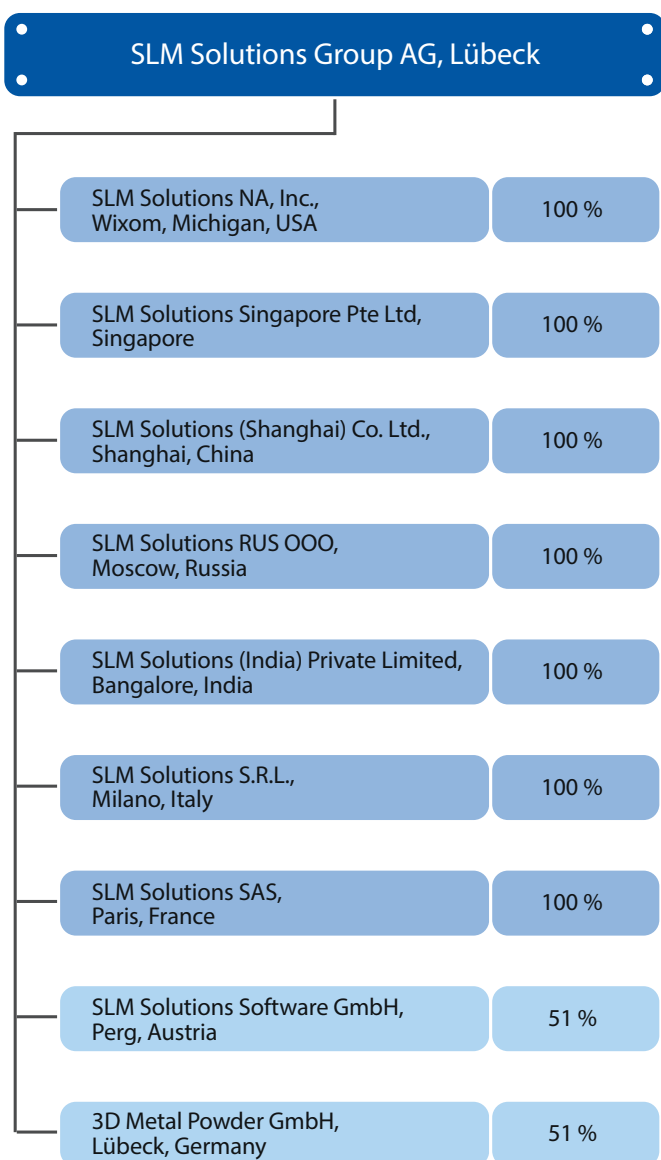 SLM Solutions Group AG, Lübeck
SLM Solutions NA, Inc.,
Wixom, Michigan, USA
100 %
SLM Solutions Singapore Pte Ltd,
Singapore
100 %
SLM Solutions (Shanghai) Co. Ltd.,
Shanghai, China
100 %
SLM Solutions RUS OOO,
Moscow, Russia
100 %
SLM Solutions (India) Private Limited,
Bangalore, India
100 %
SLM Solutions S.R.L.,
Milano, Italy
100 %
SLM Solutions SAS,
Paris, France
100 %
SLM Solutions Software GmbH,
Perg, Austria
51 %
3D Metal Powder GmbH,
Lübeck, Germany
51 %